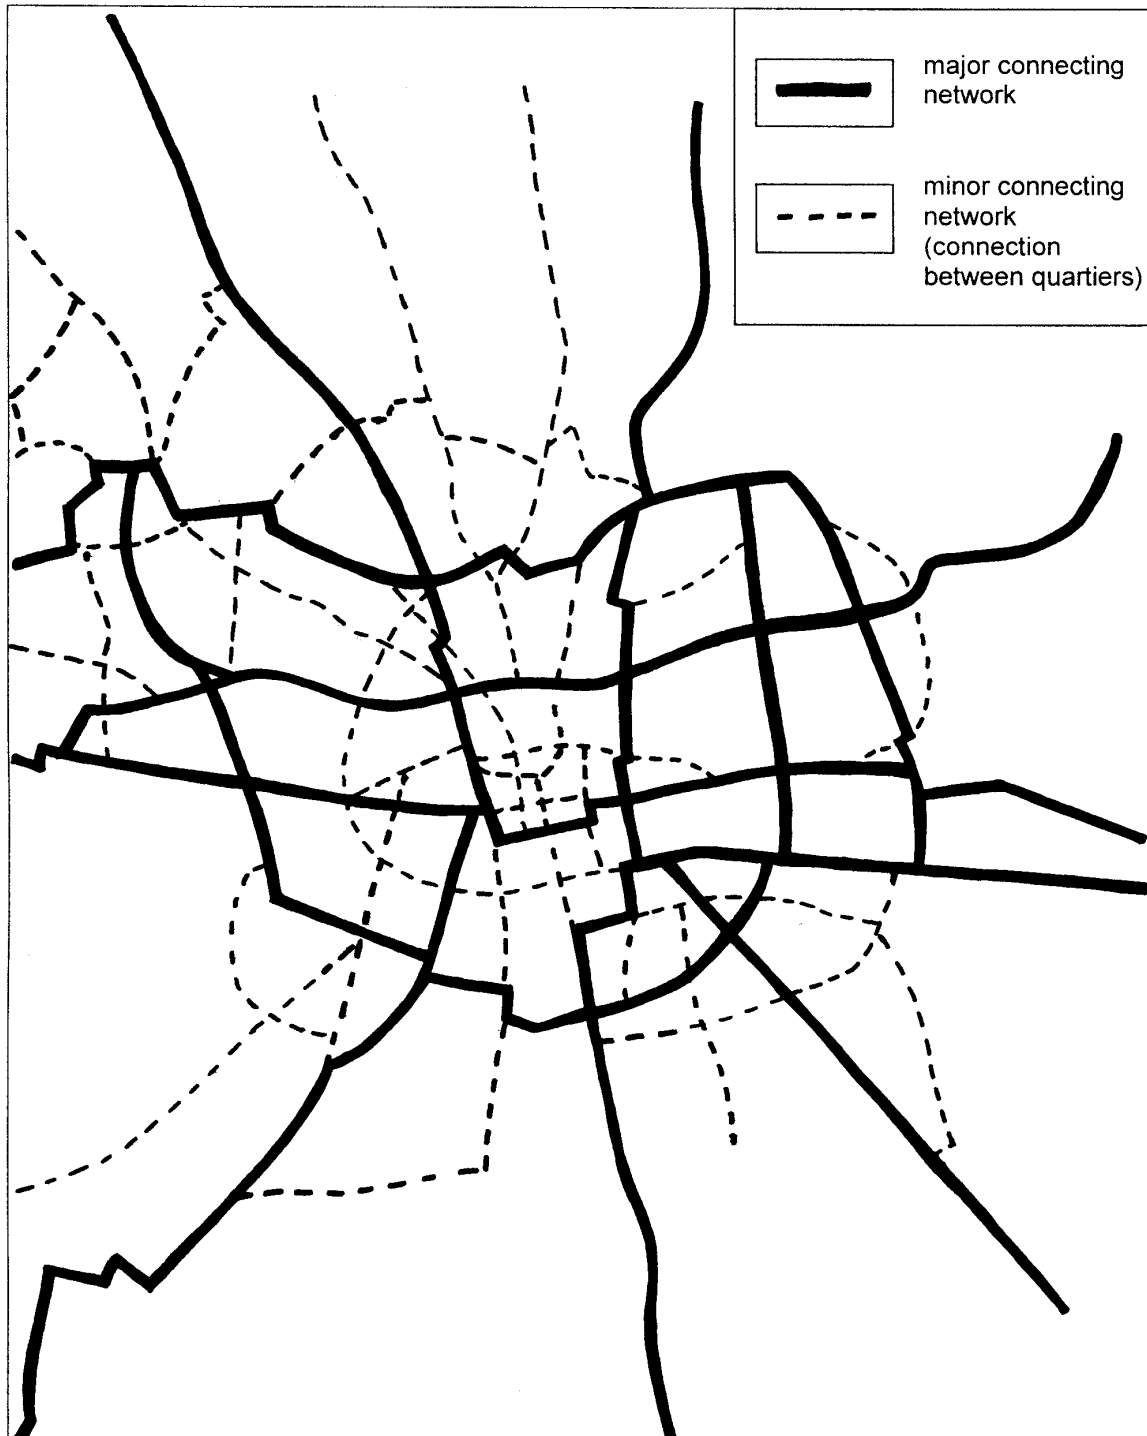 major connecting
network
minor connecting
network
(connection
between quartiers)